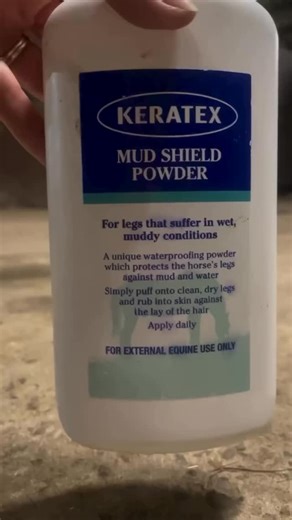 KERATEX
MUD SHIELD
POWDER
For legs that suffer in wet,
muddy conditions
A unique waterproofing powder
which protects the horse's legs
against mud and water
Simply puff onto clean, dry legs
and rub into skin against
the lay of the hair
Apply daily
FOR EXTERNAL EQUINE USE ONLY